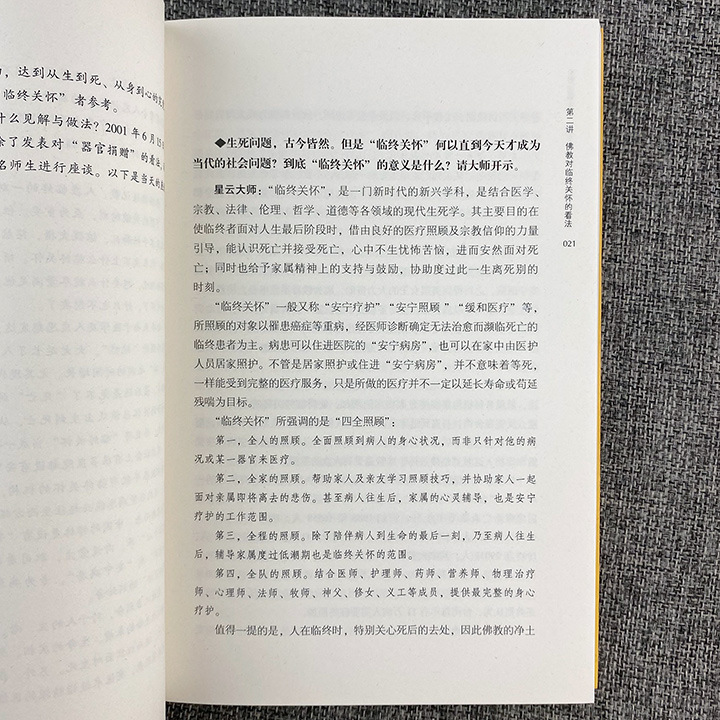 达到从生到死、从身到心的
临终关怀”者参考。
什么见解与做法？2001年6月15
除了发表对“器官捐赠”的看法，
名师生进行座谈。以下是当天的
◆生死问题，古今皆然。但是“临终关怀”何以直到今天才成为
当代的社会问题？到底“临终关怀”的意义是什么？请大师开示。
星云大师：“临终关怀”，是一门新时代的新兴学科，是结合医学、
宗教、法律、伦理、哲学、道德等各领域的现代生死学。其主要目的在
使临终者面对人生最后阶段时，借由良好的医疗照顾及宗教信仰的力量
引导，能认识死亡并接受死亡，心中不生忧怖苦恼，进而安然面对死
亡；同时也给予家属精神上的支持与鼓励，协助度过此一生离死别的
时刻。
“临终关怀”一般又称“安宁疗护”“安宁照顾”“缓和医疗”等，
所照顾的对象以罹患癌症等重病，经医师诊断确定无法治愈而濒临死亡的
临终患者为主。病患可以住进医院的“安宁病房”，也可以在家中由医护
人员居家照护。不管是居家照护或住进“安宁病房”，并不意味着等死，
一样能受到完整的医疗服务，只是所做的医疗并不一定以延长寿命或苟延
残喘为目标。
“临终关怀”所强调的是“四全照顾”：
第一，全人的照顾。全面照顾到病人的身心状况，而非只针对他的病
况或某一器官来医疗。
第二，全家的照顾。帮助家人及亲友学习照顾技巧，并协助家人一起
面对亲属即将离去的悲伤。甚至病人往生后，家属的心灵辅导，也是安宁
疗护的工作范围。
第三，全程的照顾。除了陪伴病人到生命的最后一刻，乃至病人往生
后，辅导家属度过低潮期也是临终关怀的范围。
第四，全队的照顾。结合医师、护理师、药师、营养师、物理治疗
师、心理师、法师、牧师、神父、修女、义工等成员，提供最完整的身心
疗护。
值得一提的是，人在临终时，特别关心死后的去处，因此佛教的净土
第二讲 佛教对临终关怀的看法
021